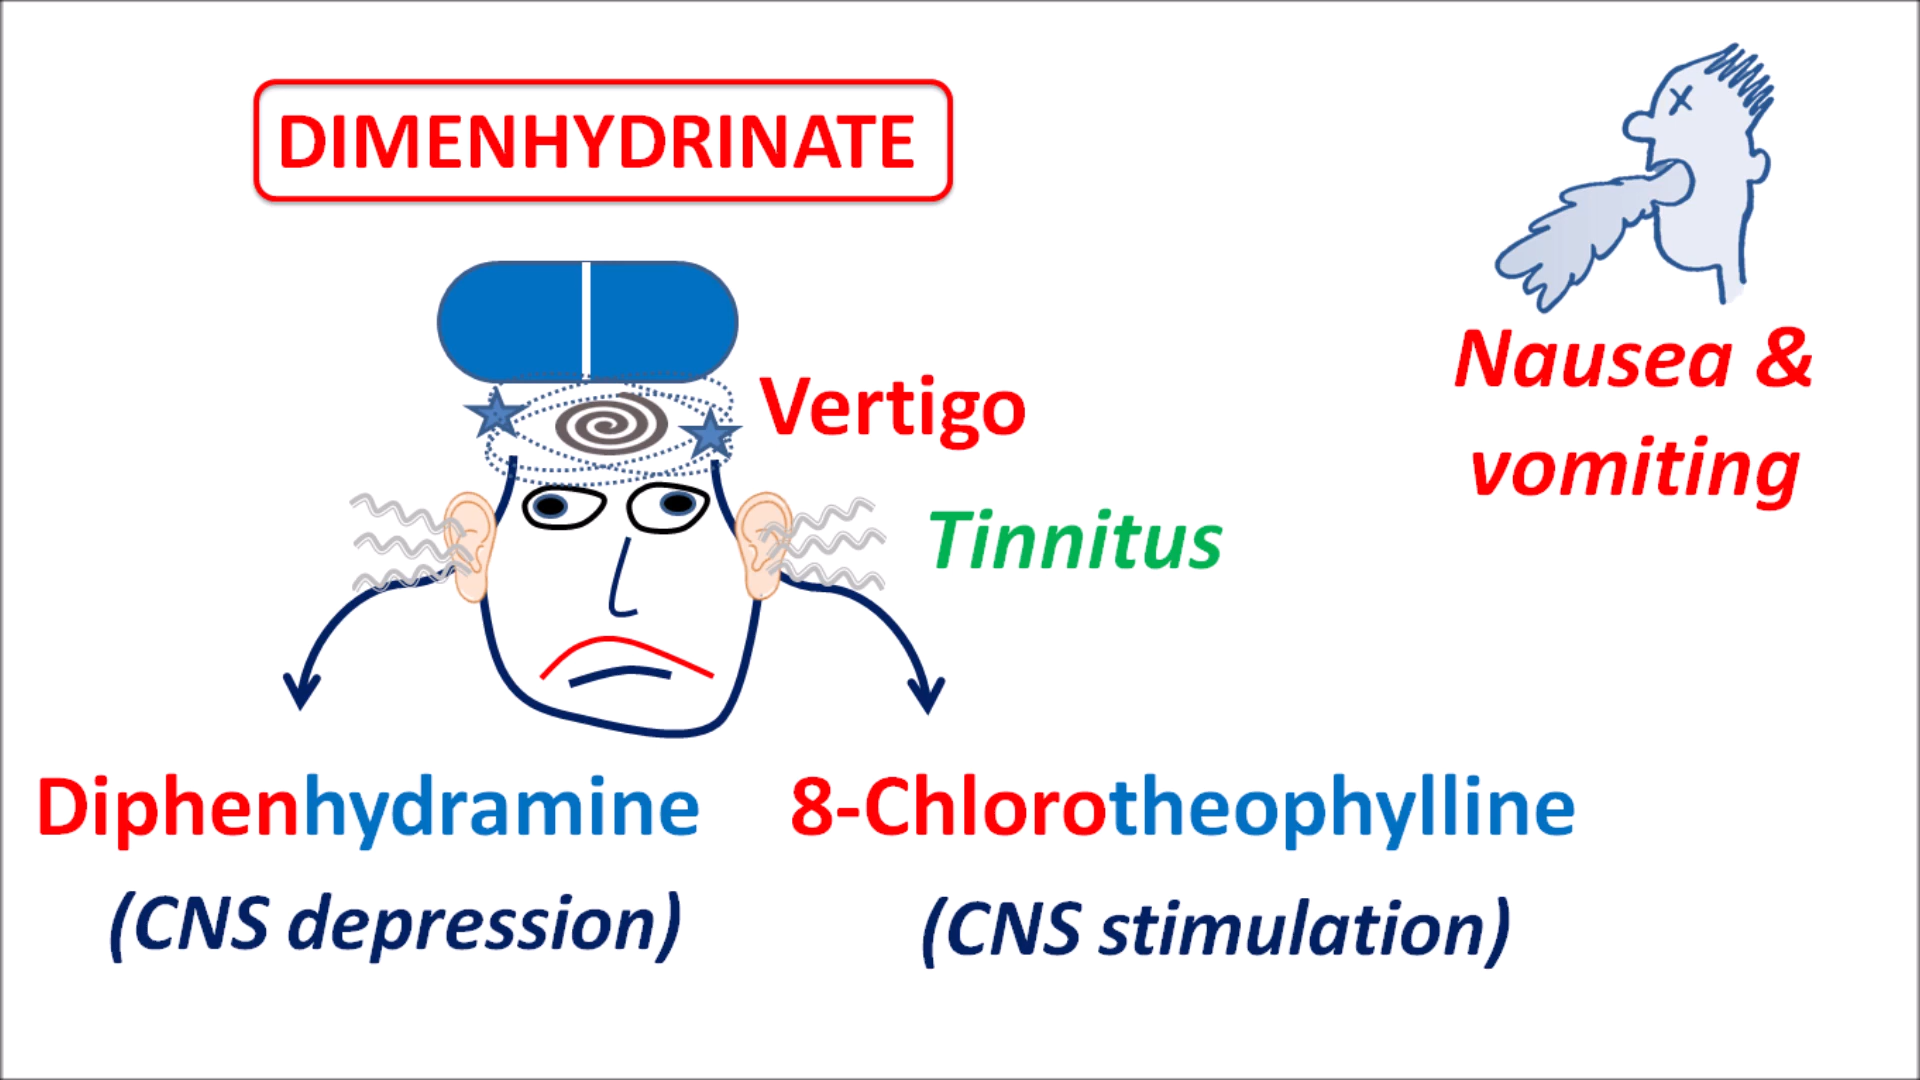 DIMENHYDRINATE
Nausea &
vomiting
Vertigo
Tinnitus
Diphenhydramine
(CNS depression)
8-Chlorotheophylline
(CNS stimulation)